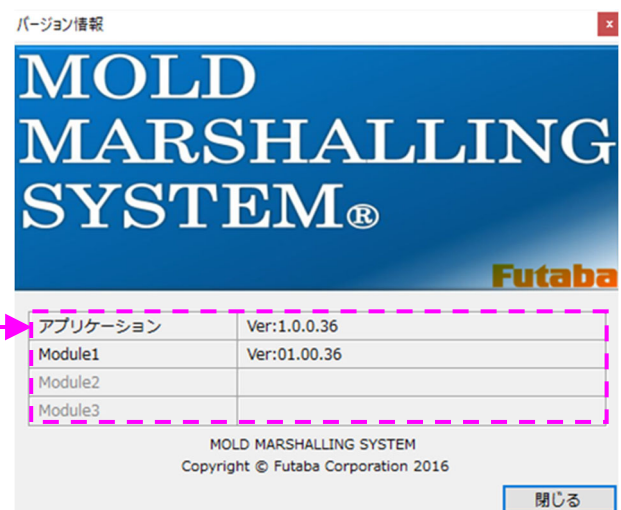 バージョン情報
x
MOLD
MARSHALLING
SYSTEM®
Futaba
アプリケーション Ver:1.0.0.36
Module1 Ver:01.00.36
Module2
Module3
MOLD MARSHALLING SYSTEM
Copyright © Futaba Corporation 2016
閉じる